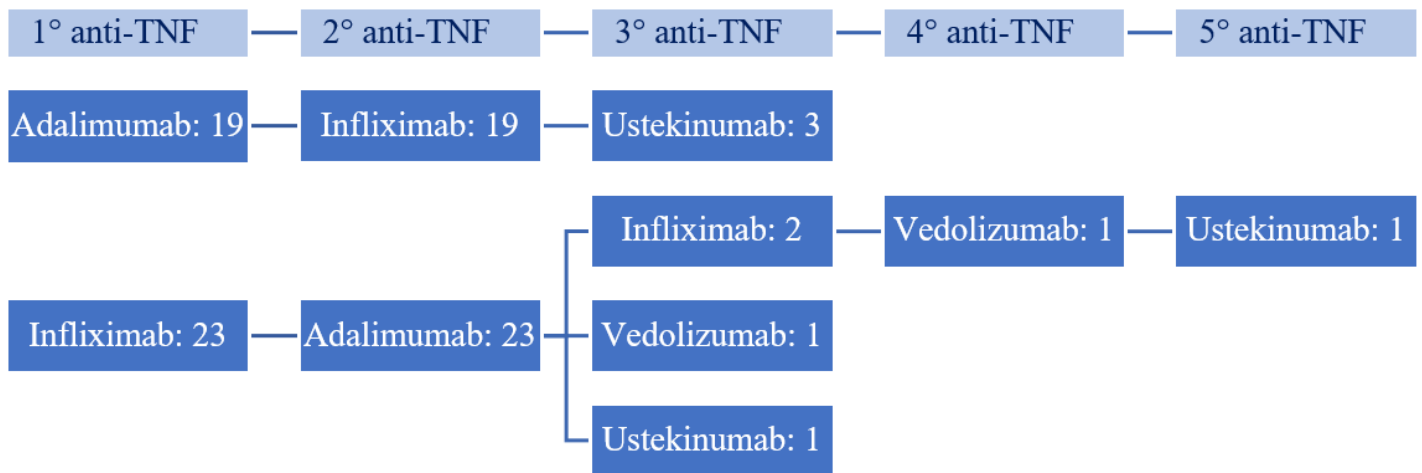 1° anti-TNF
2° anti-TNF
3° anti-TNF
4° anti-TNF
5° anti-TNF
Adalimumab: 19
Infliximab: 19
Ustekinumab: 3
Infliximab: 2
Vedolizumab: 1
Ustekinumab: 1
Infliximab: 23
Adalimumab: 23
Vedolizumab: 1
Ustekinumab: 1